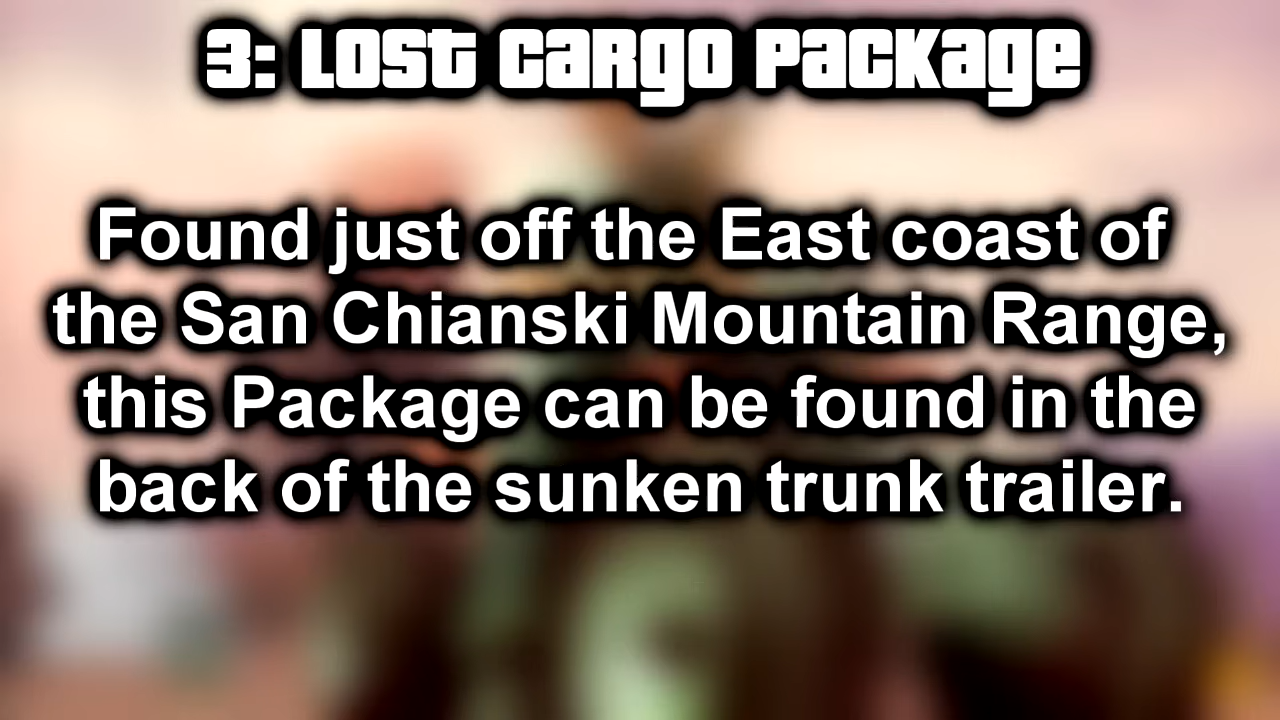 3: Lost Cargo Package
Found just off the East coast of
the San Chianski Mountain Range,
this Package can be found in the
back of the sunken trunk trailer.